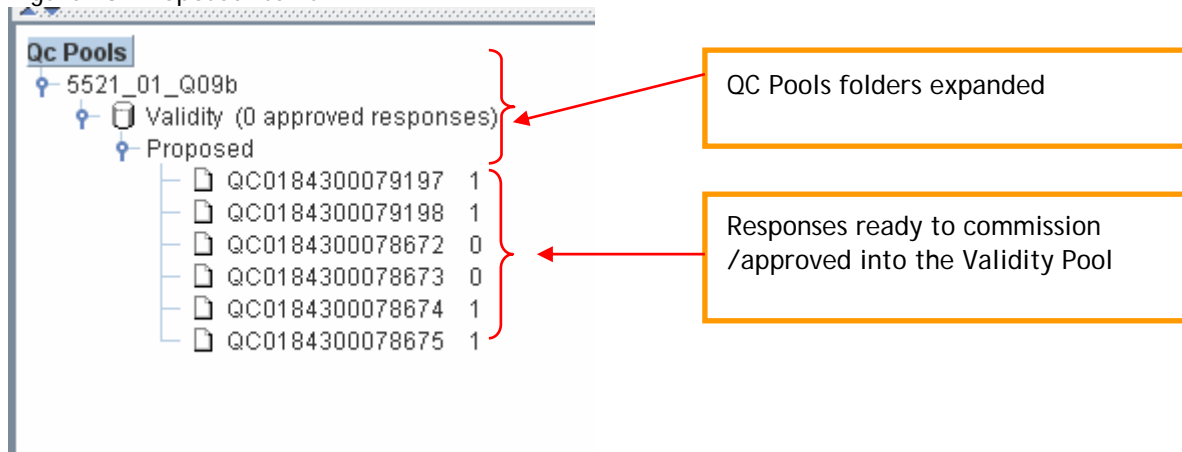 Qc Pools
5521_01_Q09b
Validity (0 approved responses)
Proposed
QC0184300079197 1
QC0184300079198 1
QC0184300078672 0
QC0184300078673 0
QC0184300078674 1
QC0184300078675 1
QC Pools folders expanded
Responses ready to commission
/approved into the Validity Pool